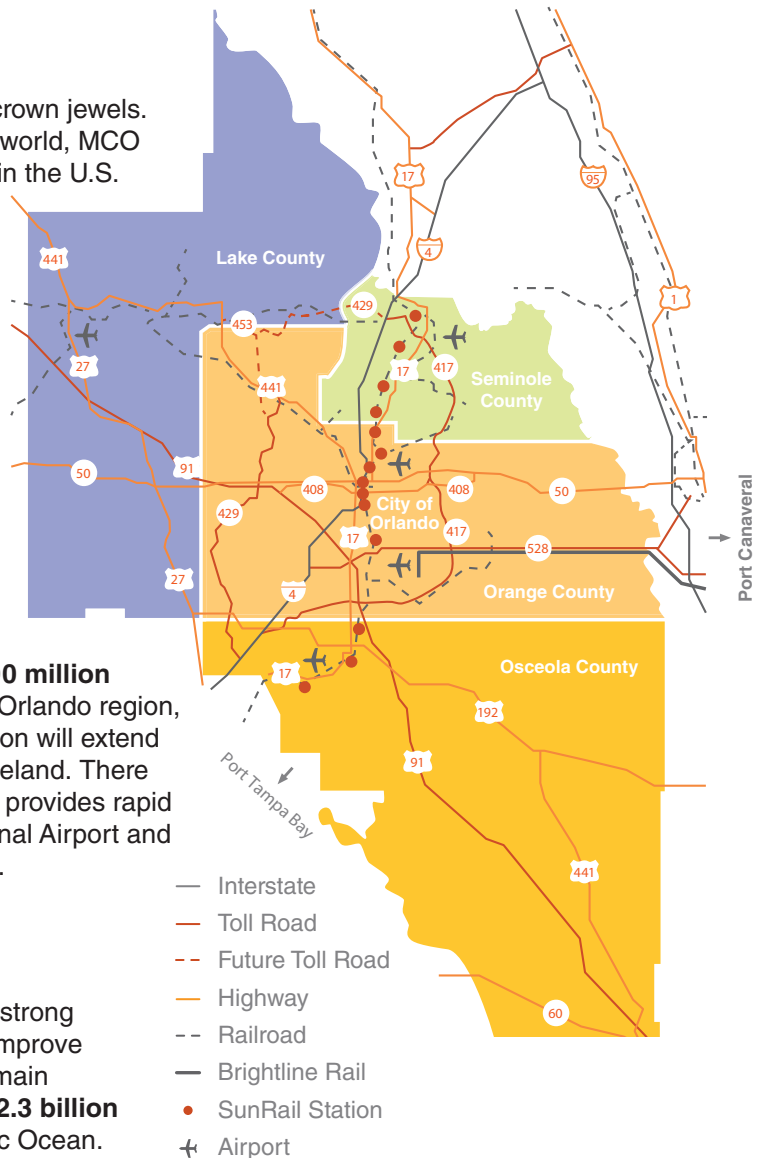 crown jewels.
world, MCO
in the U.S.
17
95
4
441
Lake County
1
429
453
27
17
417
Seminole
County
441
91
50
408
408
50
City of
Orlando
429
17
417
528
Port Canaveral
27
4
Orange County
00 million
Orlando region,
on will extend
eland. There
provides rapid
nal Airport and
.
17
Osceola County
192
91
Port Tampa Bay
441
60
Interstate
Toll Road
Future Toll Road
Highway
Railroad
Brightline Rail
SunRail Station
Airport
strong
mprove
main
2.3 billion
c Ocean.